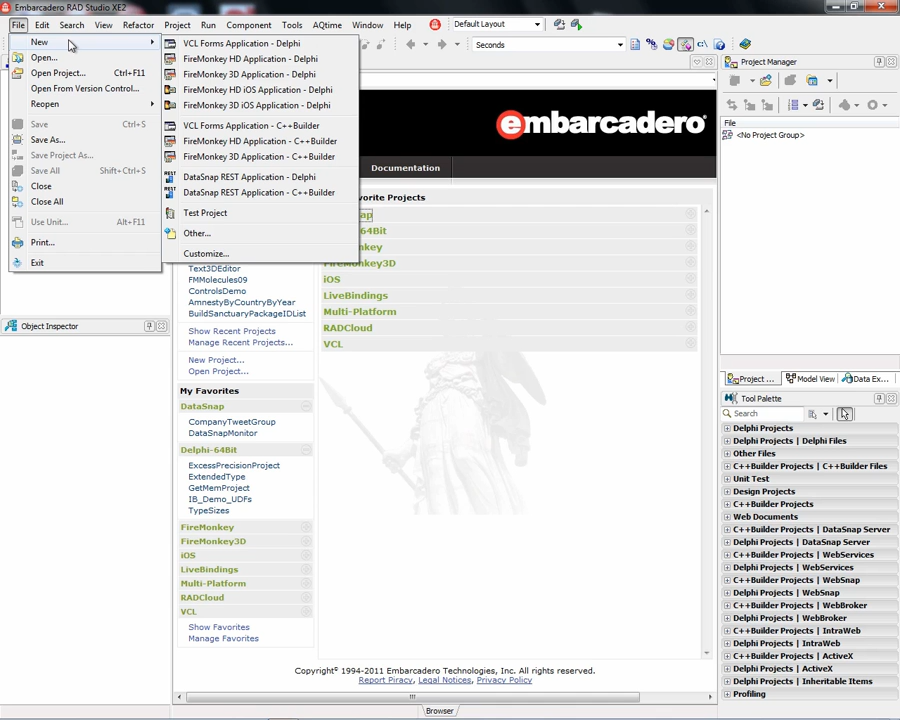 Embarcadero RAD Studio XE2
File Edit Search View Refactor Project Run Component Tools AQtime Window Help Default Layout
Seconds
New
Open...
Open Project... Ctrl+F11
Open From Version Control...
Reopen
Save Ctrl+S
Save As...
Save Project As...
Save All Shift+Ctrl+S
Close
Close All
Use Unit... Alt+F11
Print...
Exit
VCL Forms Application - Delphi
FireMonkey HD Application - Delphi
FireMonkey 3D Application - Delphi
FireMonkey HD iOS Application - Delphi
FireMonkey 3D iOS Application - Delphi
VCL Forms Application - C++Builder
FireMonkey HD Application - C++Builder
FireMonkey 3D Application - C++Builder
REST DataSnap REST Application - Delphi
REST DataSnap REST Application - C++Builder
Test Project
Other...
Customize...
embarcadero
Documentation
avorite Projects
ap
64Bit
nkey
FireMonkey3D
iOS
LiveBindings
Multi-Platform
RADCloud
VCL
Text3DEditor
FMMolecules09
ControlsDemo
AmnestyByCountryByYear
BuildSanctuaryPackageIDList
Show Recent Projects
Manage Recent Projects...
New Project...
Open Project...
My Favorites
DataSnap
CompanyTweetGroup
DataSnapMonitor
Delphi-64Bit
ExcessPrecisionProject
ExtendedType
GetMemProject
IB_Demo_UDFs
TypeSizes
FireMonkey
FireMonkey3D
iOS
LiveBindings
Multi-Platform
RADCloud
VCL
Show Favorites
Manage Favorites
Copyright® 1994-2011 Embarcadero Technologies, Inc. All rights reserved.
Report Piracy, Legal Notices, Privacy Policy
Browser
Object Inspector
Project Manager
File
<No Project Group>
Project ... Model View Data Ex...
Tool Palette
Search
Delphi Projects
Delphi Projects | Delphi Files
Other Files
C++Builder Projects | C++Builder Files
Unit Test
Design Projects
C++Builder Projects
Web Documents
C++Builder Projects | DataSnap Server
Delphi Projects | DataSnap Server
C++Builder Projects | WebServices
Delphi Projects | WebServices
C++Builder Projects | WebSnap
Delphi Projects | WebSnap
C++Builder Projects | WebBroker
Delphi Projects | WebBroker
C++Builder Projects | IntraWeb
Delphi Projects | IntraWeb
C++Builder Projects | ActiveX
Delphi Projects | ActiveX
Delphi Projects | Inheritable Items
Profiling